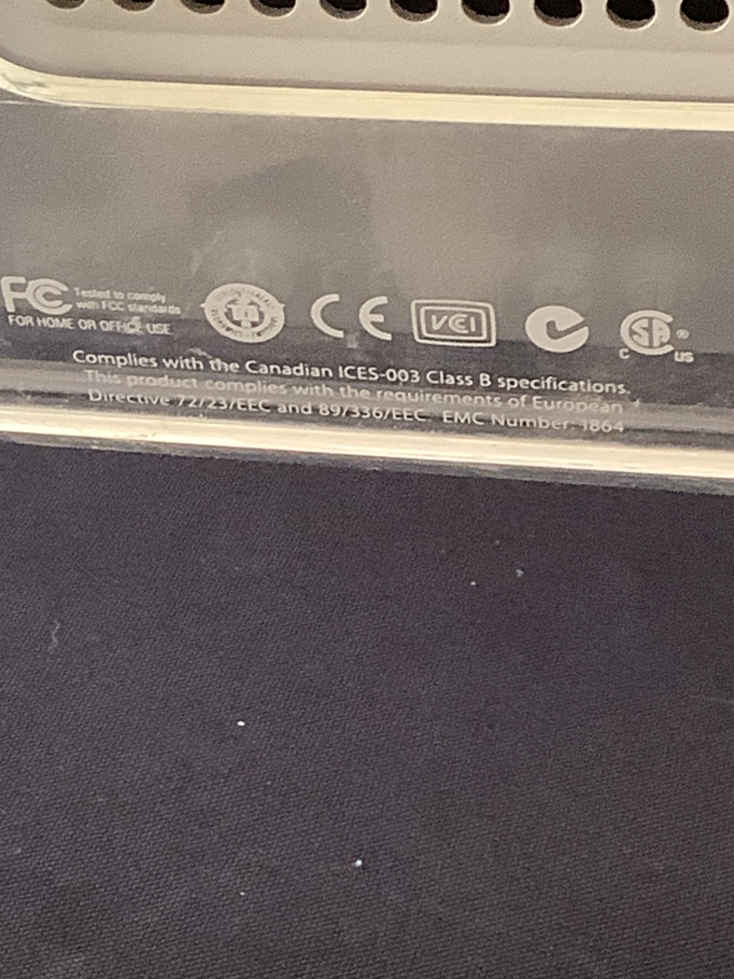 FC Tested to comply
with FCC standards
FOR HOME OR OFFICE USE
CE
VCI
SA ®
C US
Complies with the Canadian ICES-003 Class B specifications.
This product complies with the requirements of European
Directive 72/23/EEC and 89/336/EEC EMC Number: 1864